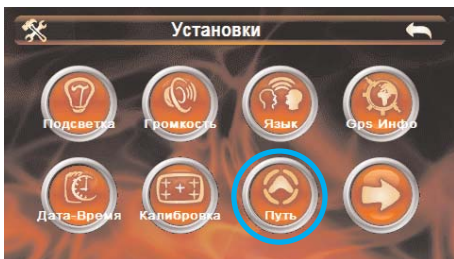 Установки
Подсветка Громкость Язык Gps Инфо
Дата-Время Калибровка Путь